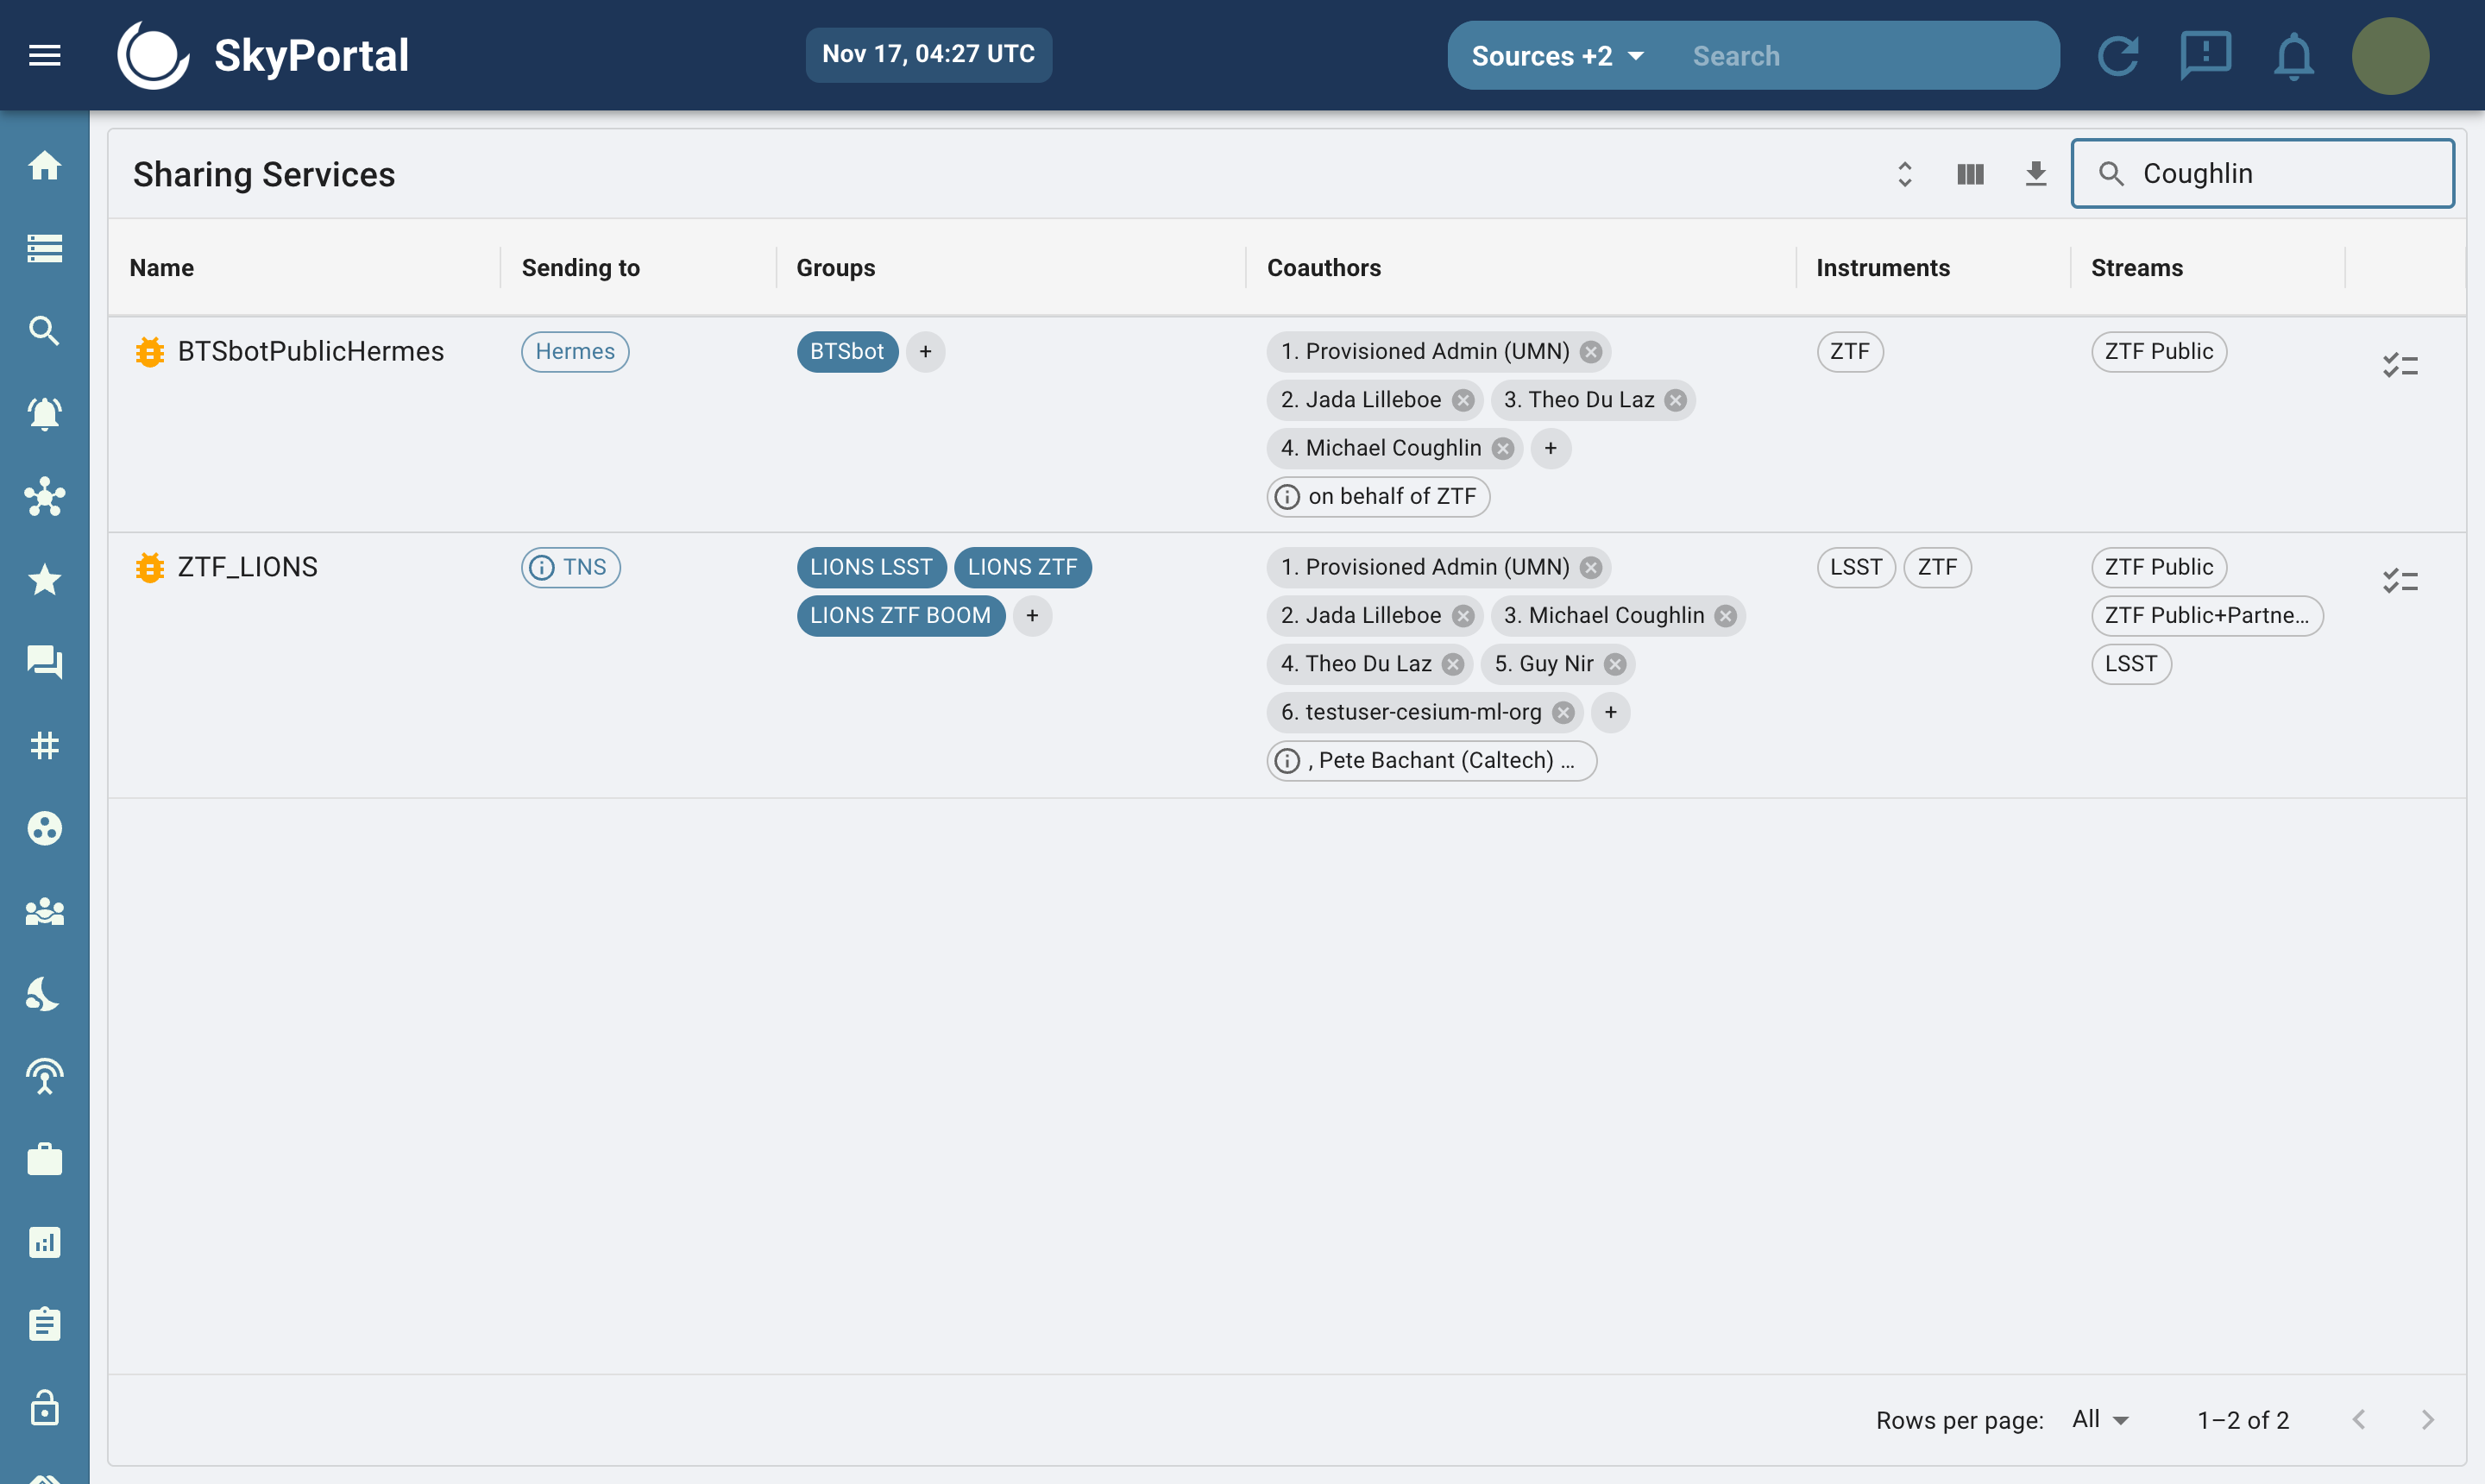 SkyPortal
Nov 17, 04:27 UTC
Sources +2
Search
Sharing Services
Coughlin
Name
Sending to
Groups
Coauthors
Instruments
Streams
BTSbotPublicHermes
Hermes
BTSbot
+
1. Provisioned Admin (UMN)
2. Jada Lilleboe
3. Theo Du Laz
4. Michael Coughlin
+
on behalf of ZTF
ZTF
ZTF Public
ZTF_LIONS
TNS
LIONS LSST
LIONS ZTF
LIONS ZTF BOOM
+
1. Provisioned Admin (UMN)
2. Jada Lilleboe
3. Michael Coughlin
4. Theo Du Laz
5. Guy Nir
6. testuser-cesium-ml-org
+
, Pete Bachant (Caltech) ...
LSST
ZTF
ZTF Public
ZTF Public+Partne...
LSST
Rows per page:
All
1–2 of 2